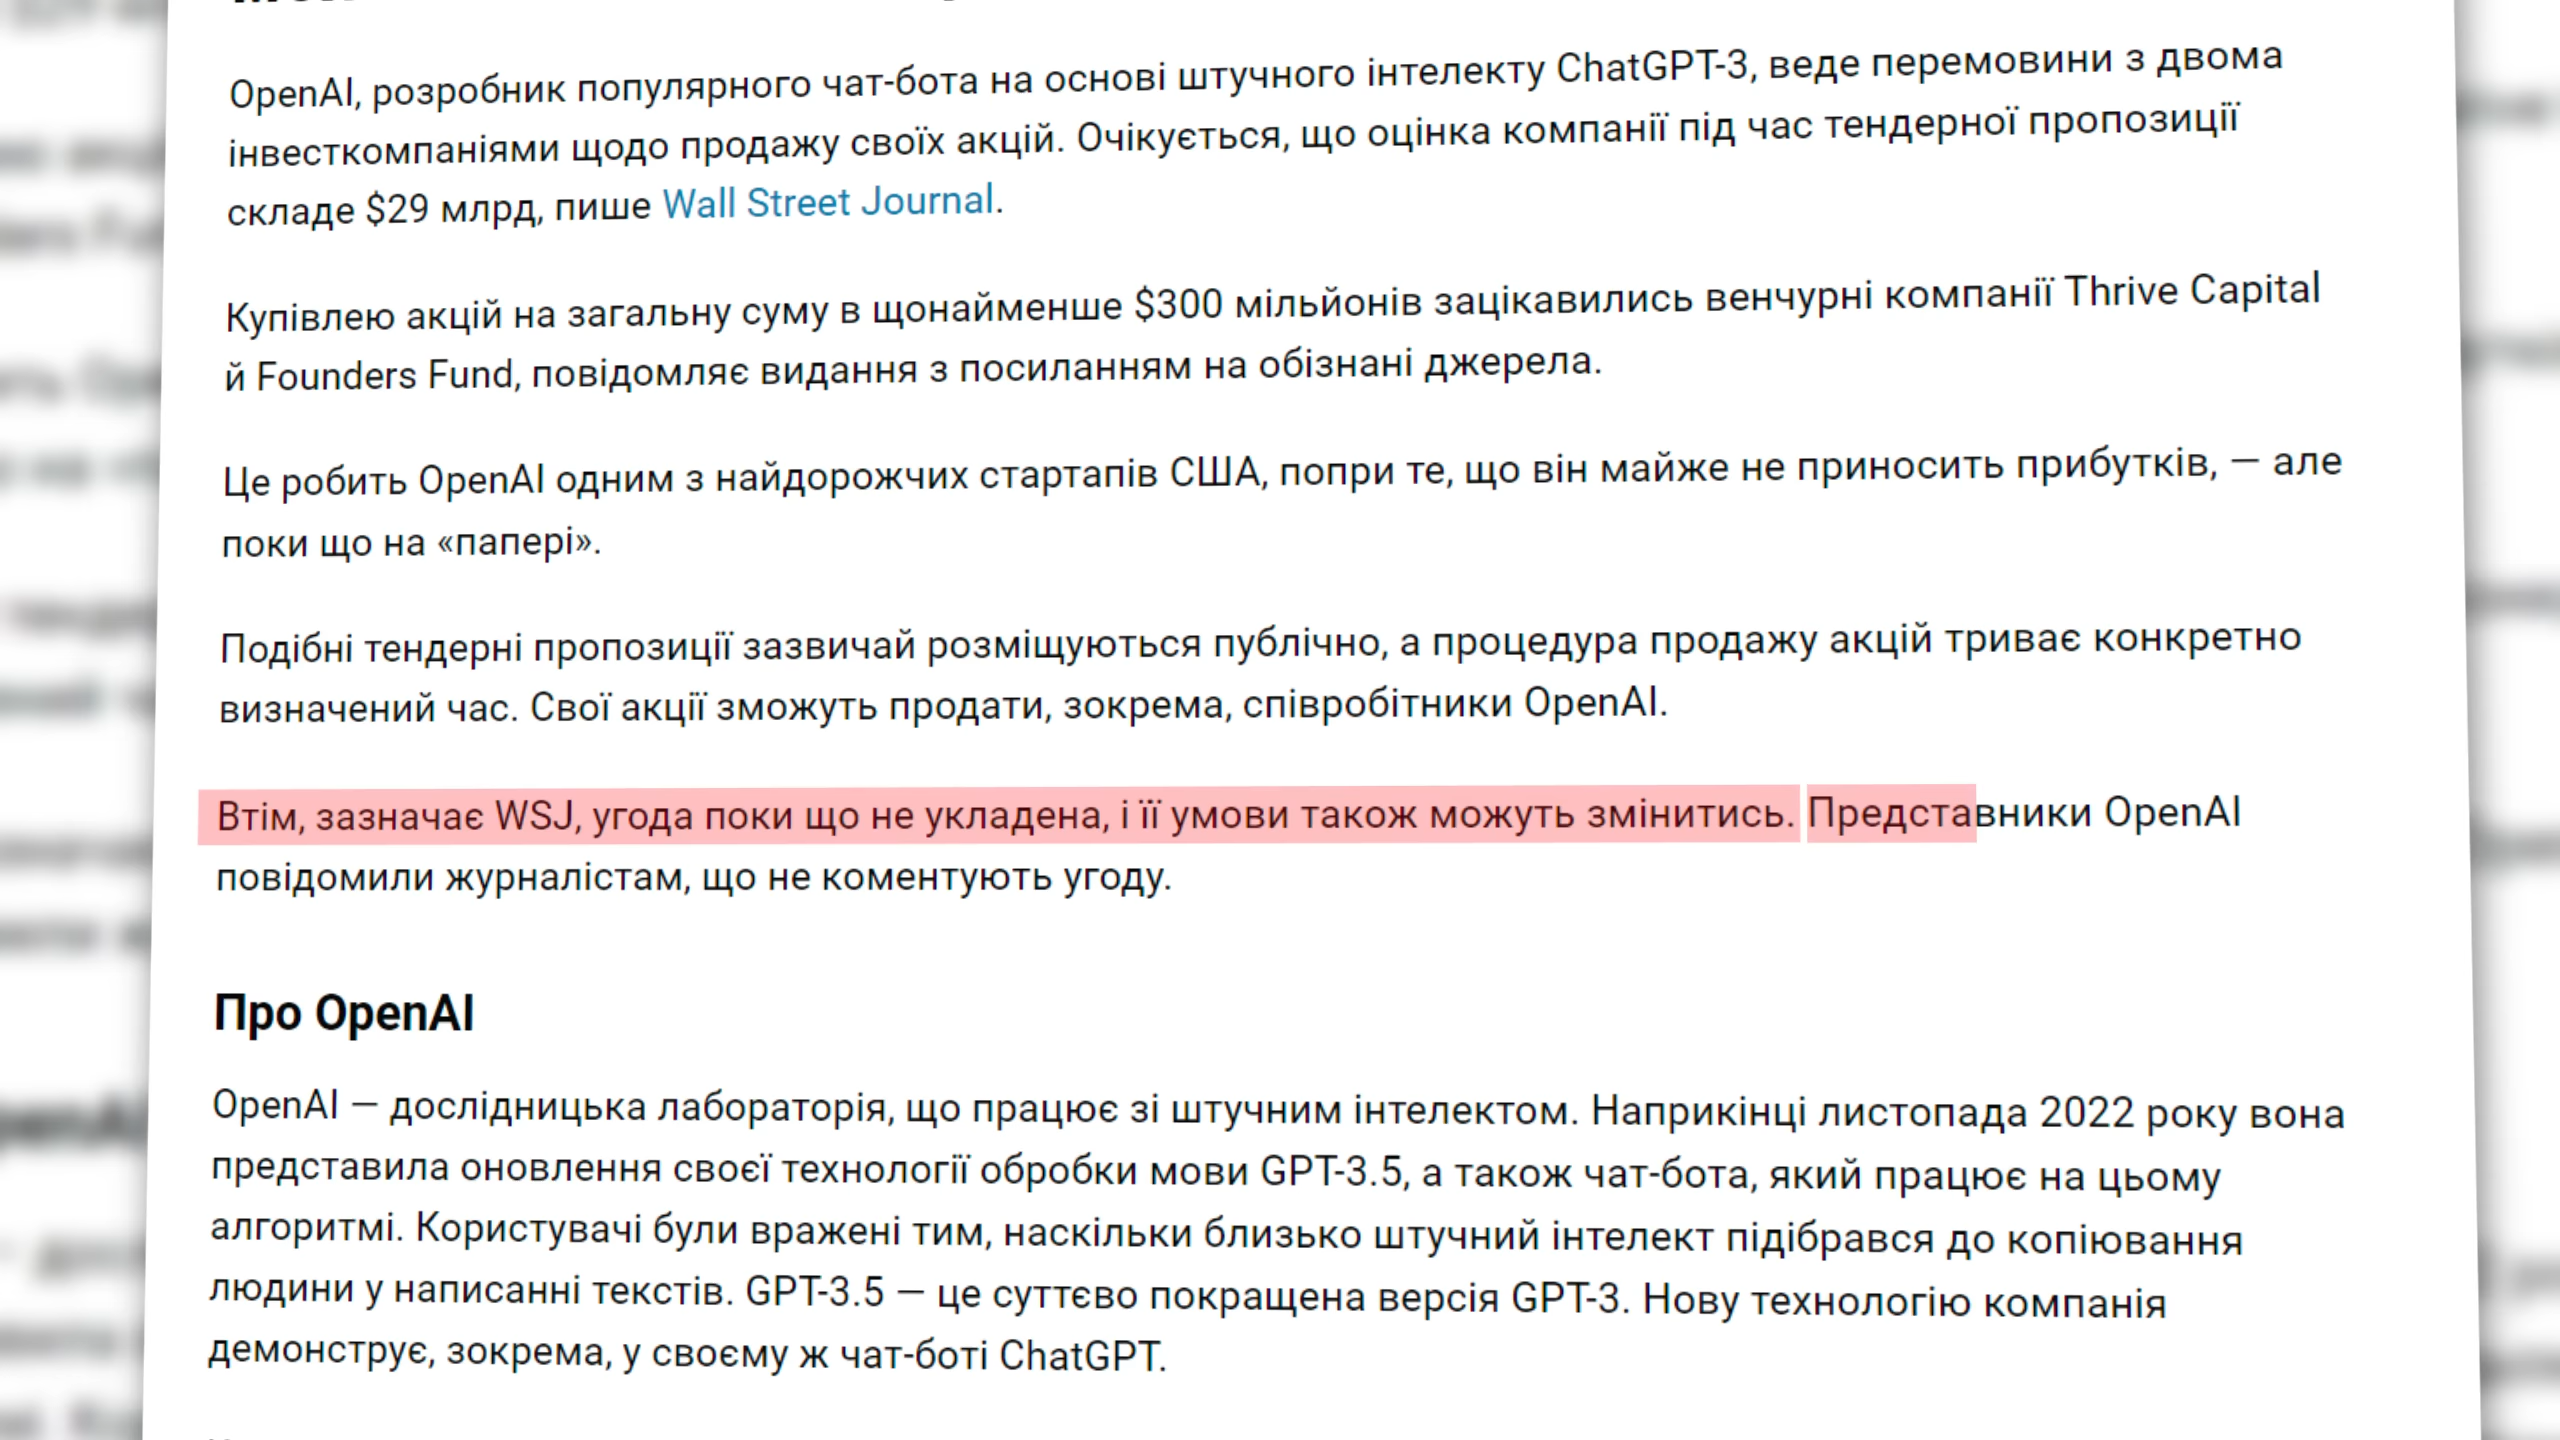 OpenAI, розробник популярного чат-бота на основі штучного інтелекту ChatGPT-3, веде перемовини з двома
інвесткомпаніями щодо продажу своїх акцій. Очікується, що оцінка компанії під час тендерної пропозиції
складе $29 млрд, пише Wall Street Journal.
Купівлею акцій на загальну суму в щонайменше $300 мільйонів зацікавились венчурні компанії Thrive Capital
й Founders Fund, повідомляє видання з посиланням на обізнані джерела.
Це робить OpenAI одним з найдорожчих стартапів США, попри те, що він майже не приносить прибутків, — але
поки що на «папері».
Подібні тендерні пропозиції зазвичай розміщуються публічно, а процедура продажу акцій триває конкретно
визначений час. Свої акції зможуть продати, зокрема, співробітники OpenAI.
Втім, зазначає WSJ, угода поки що не укладена, і її умови також можуть змінитись. Представники OpenAI
повідомили журналістам, що не коментують угоду.
Про OpenAI
OpenAI — дослідницька лабораторія, що працює зі штучним інтелектом. Наприкінці листопада 2022 року вона
представила оновлення своєї технології обробки мови GPT-3.5, а також чат-бота, який працює на цьому
алгоритмі. Користувачі були вражені тим, наскільки близько штучний інтелект підібрався до копіювання
людини у написанні текстів. GPT-3.5 — це суттєво покращена версія GPT-3. Нову технологію компанія
демонструє, зокрема, у своєму ж чат-боті ChatGPT.